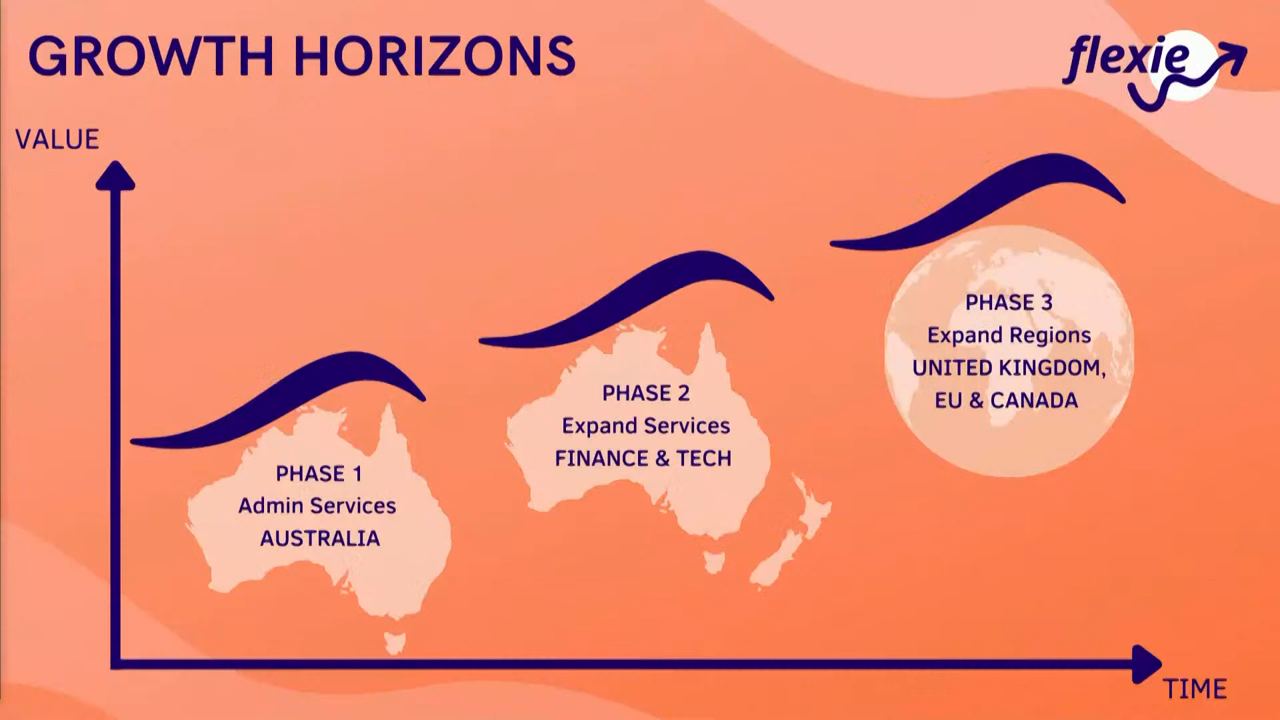 GROWTH HORIZONS
flexie
VALUE
PHASE 1
Admin Services
AUSTRALIA
PHASE 2
Expand Services
FINANCE & TECH
PHASE 3
Expand Regions
UNITED KINGDOM,
EU & CANADA
TIME